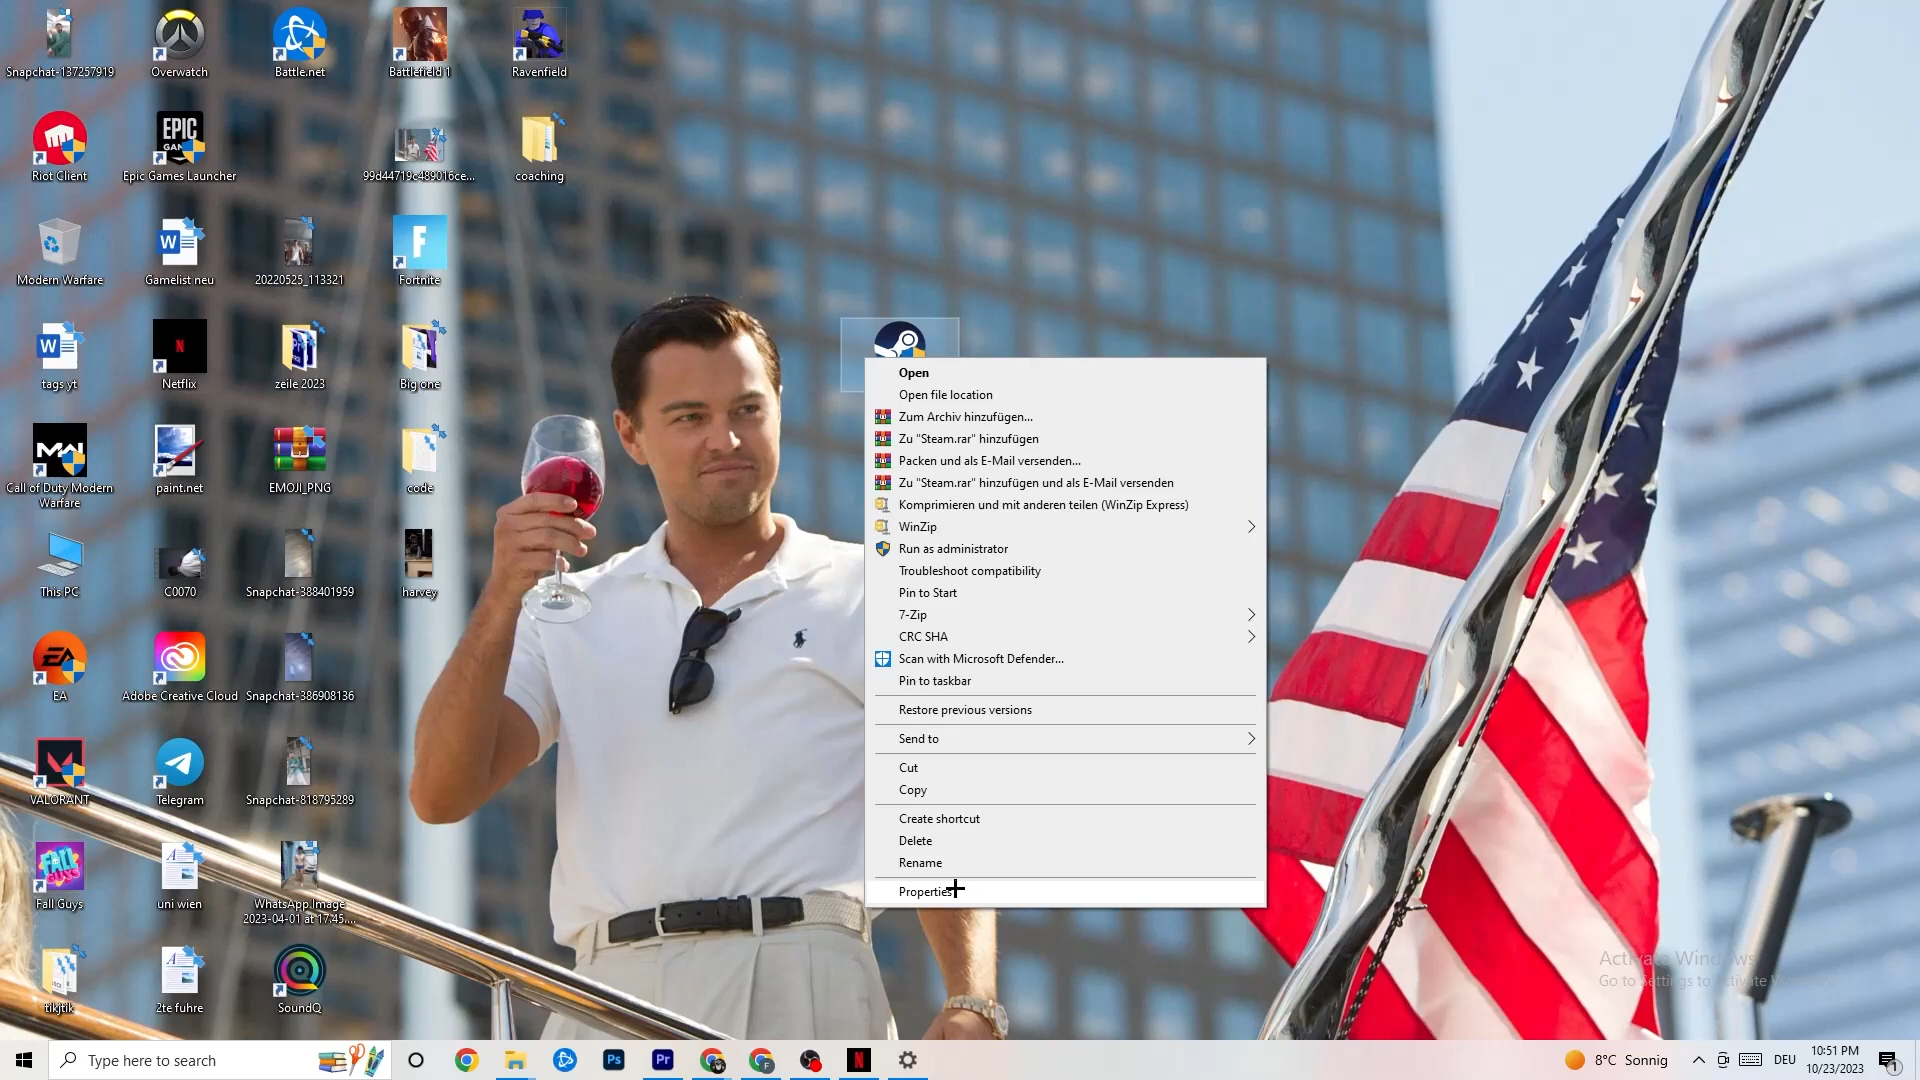 Snapchat-137257919
Overwatch
Battle.net
Battlefield 1
Ravenfield
Riot Client
EPIC
GAMES
Epic Games Launcher
99d44719c489016ce...
coaching
Modern Warfare
Gamelist neu
20220525_113321
Fortnite
tags yt
Netflix
zeile 2023
Big one
Call of Duty Modern
Warfare
paint.net
EMOJI_PNG
code
This PC
C0070
Snapchat-388401959
harvey
EA
Adobe Creative Cloud
Snapchat-386908136
VALORANT
Telegram
Snapchat-818795289
Fall Guys
uni wien
WhatsApp Image
2023-04-01 at 17.45....
tikjtik
2te fuhre
SoundQ
Open
Open file location
Zum Archiv hinzufügen...
Zu "Steam.rar" hinzufügen
Packen und als E-Mail versenden...
Zu "Steam.rar" hinzufügen und als E-Mail versenden
Komprimieren und mit anderen teilen (WinZip Express)
WinZip
Run as administrator
Troubleshoot compatibility
Pin to Start
7-Zip
CRC SHA
Scan with Microsoft Defender...
Pin to taskbar
Restore previous versions
Send to
Cut
Copy
Create shortcut
Delete
Rename
Properties
Activate Windows
Go to Settings to activate
Type here to search
Ps
Pr
8°C Sonnig
DEU
10:51 PM
10/23/2023
1